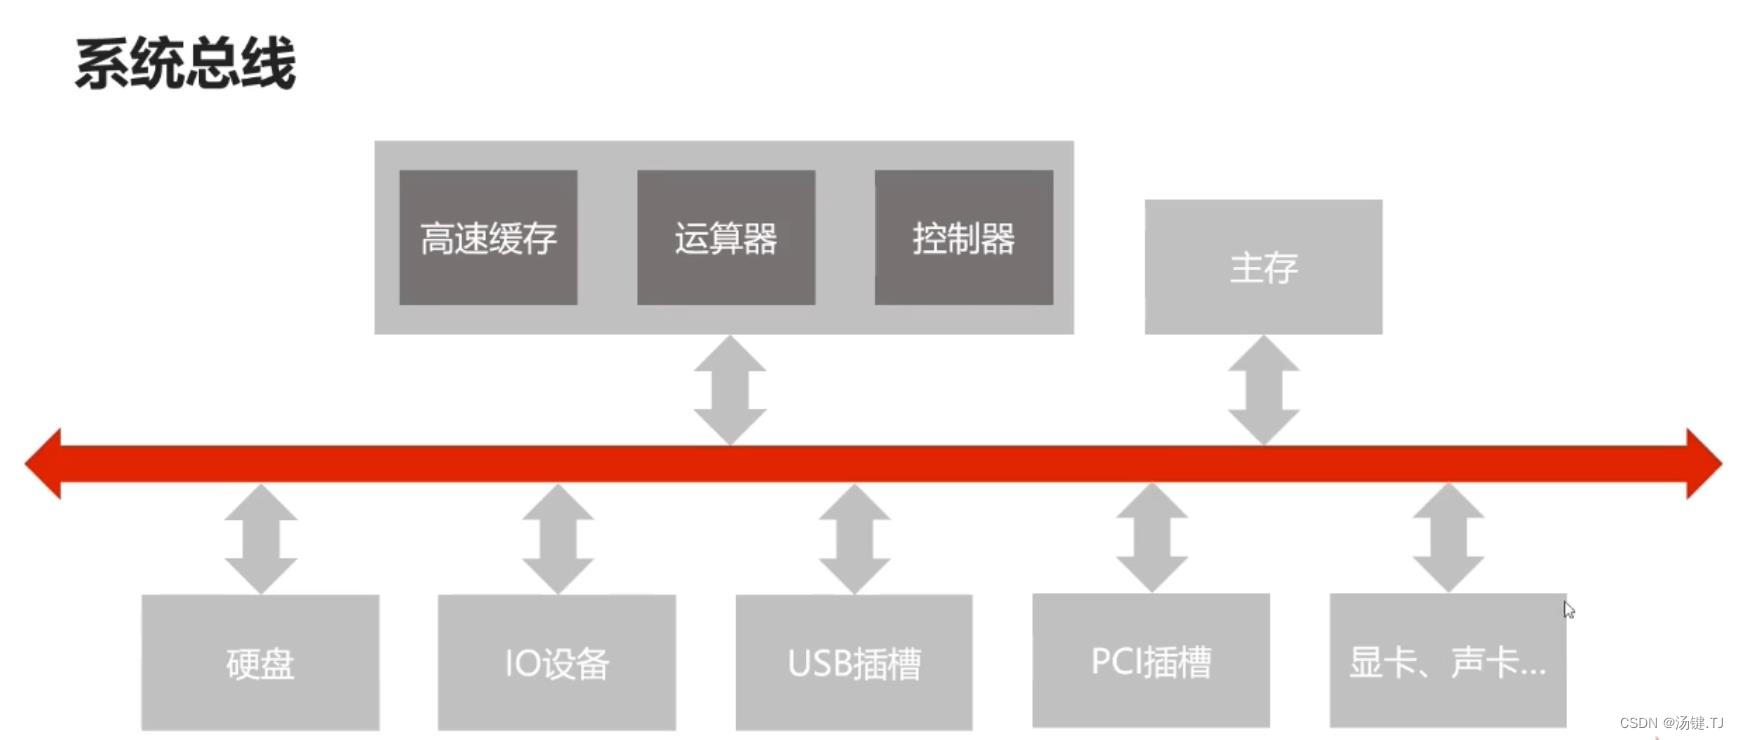 系统总线
高速缓存
运算器
控制器
主存
硬盘
IO设备
USB插槽
PCI插槽
显卡、声卡...
CSDN @汤键.TJ